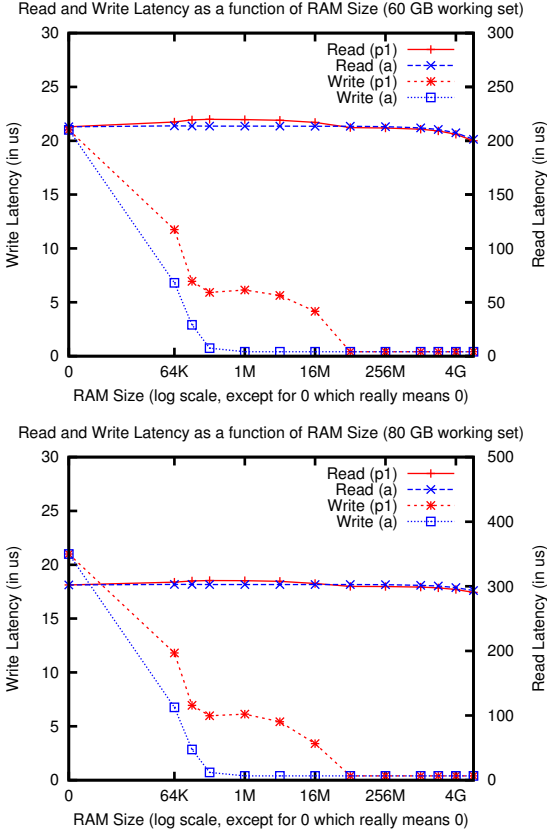 Read and Write Latency as a function of RAM Size (60 GB working set)
30
25
20
15
10
5
0
Write Latency (in us)
300
250
200
150
100
50
0
Read Latency (in us)
Read (p1)
Read (a)
Write (p1)
Write (a)
0 64K 1M 16M 256M 4G
RAM Size (log scale, except for 0 which really means 0)
Read and Write Latency as a function of RAM Size (80 GB working set)
30
25
20
15
10
5
0
Write Latency (in us)
500
400
300
200
100
0
Read Latency (in us)
Read (p1)
Read (a)
Write (p1)
Write (a)
0 64K 1M 16M 256M 4G
RAM Size (log scale, except for 0 which really means 0)